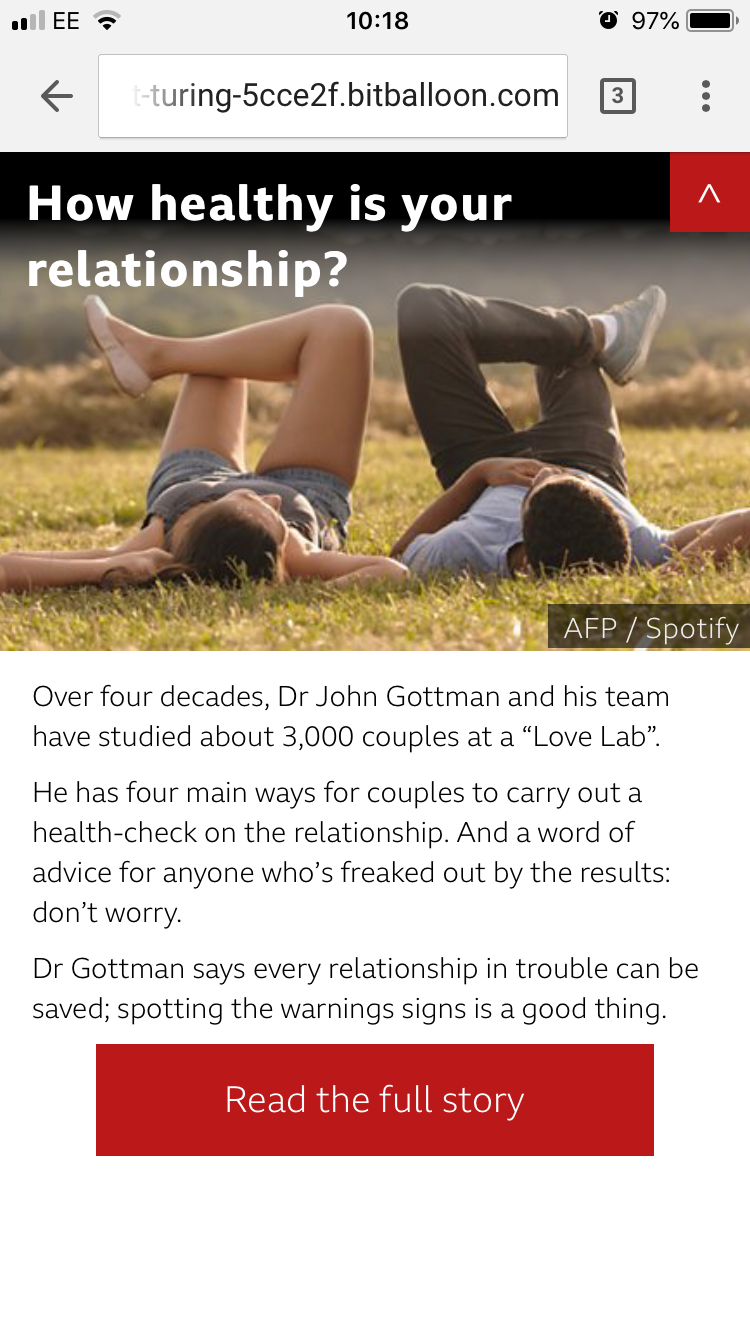 EE 10:18 97%
t-turing-5cce2f.bitballoon.com 3
How healthy is your
relationship?
^
AFP / Spotify
Over four decades, Dr John Gottman and his team
have studied about 3,000 couples at a “Love Lab”.
He has four main ways for couples to carry out a
health-check on the relationship. And a word of
advice for anyone who’s freaked out by the results:
don’t worry.
Dr Gottman says every relationship in trouble can be
saved; spotting the warnings signs is a good thing.
Read the full story